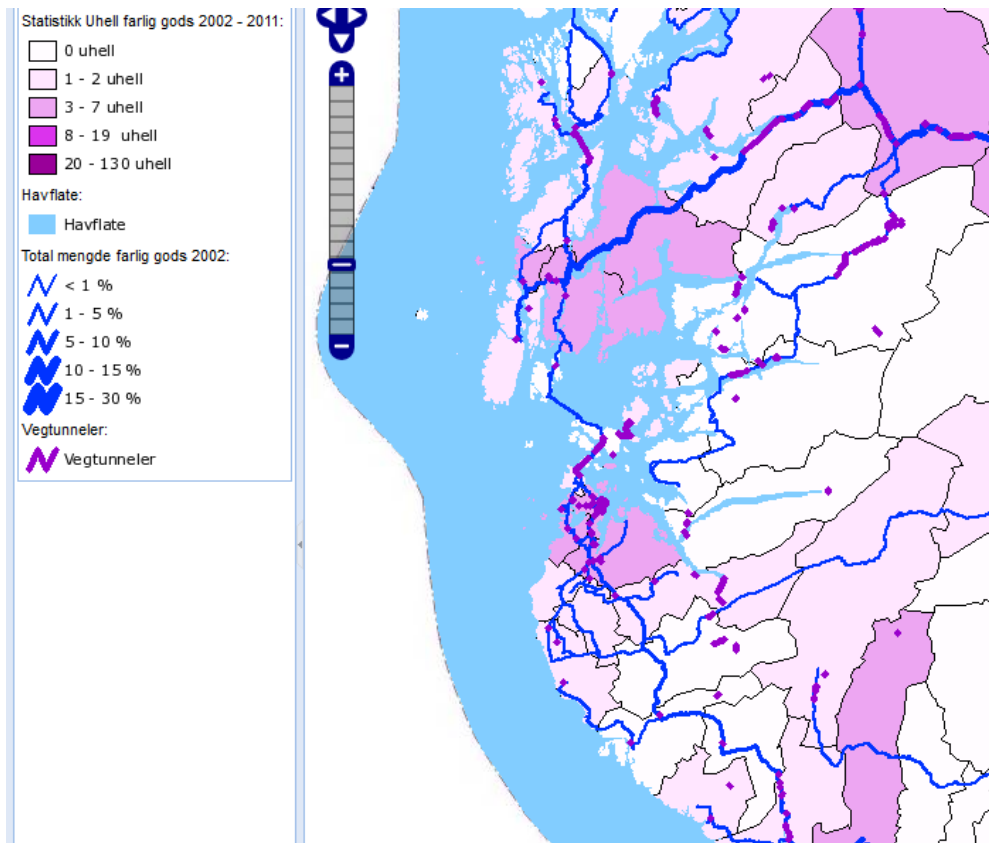 Statistikk Uhell farlig gods 2002 - 2011:
0 uhell
1 - 2 uhell
3 - 7 uhell
8 - 19 uhell
20 - 130 uhell
Havflate:
Havflate
Total mengde farlig gods 2002:
< 1 %
1 - 5 %
5 - 10 %
10 - 15 %
15 - 30 %
Vegtunneler:
Vegtunneler